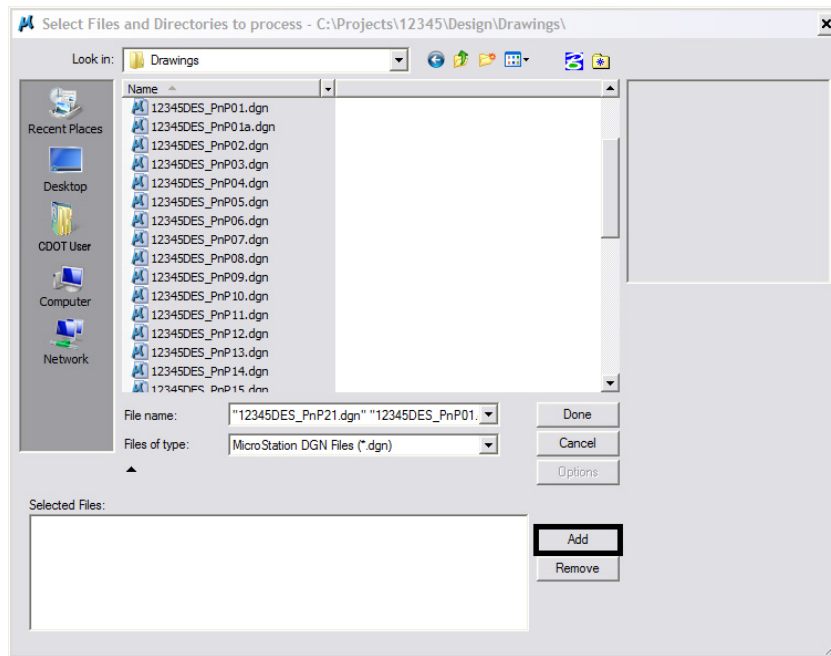 Select Files and Directories to process - C:\Projects\12345\Design\Drawings\
Look in: Drawings
Name
Recent Places
Desktop
CDOT User
Computer
Network
12345DES_PnP01.dgn
12345DES_PnP01a.dgn
12345DES_PnP02.dgn
12345DES_PnP03.dgn
12345DES_PnP04.dgn
12345DES_PnP05.dgn
12345DES_PnP06.dgn
12345DES_PnP07.dgn
12345DES_PnP08.dgn
12345DES_PnP09.dgn
12345DES_PnP10.dgn
12345DES_PnP11.dgn
12345DES_PnP12.dgn
12345DES_PnP13.dgn
12345DES_PnP14.dgn
12345DES_PnP15.dgn
File name: "12345DES_PnP21.dgn" "12345DES_PnP01. Done
Files of type: MicroStation DGN Files (*.dgn) Cancel
Options
Selected Files:
Add
Remove